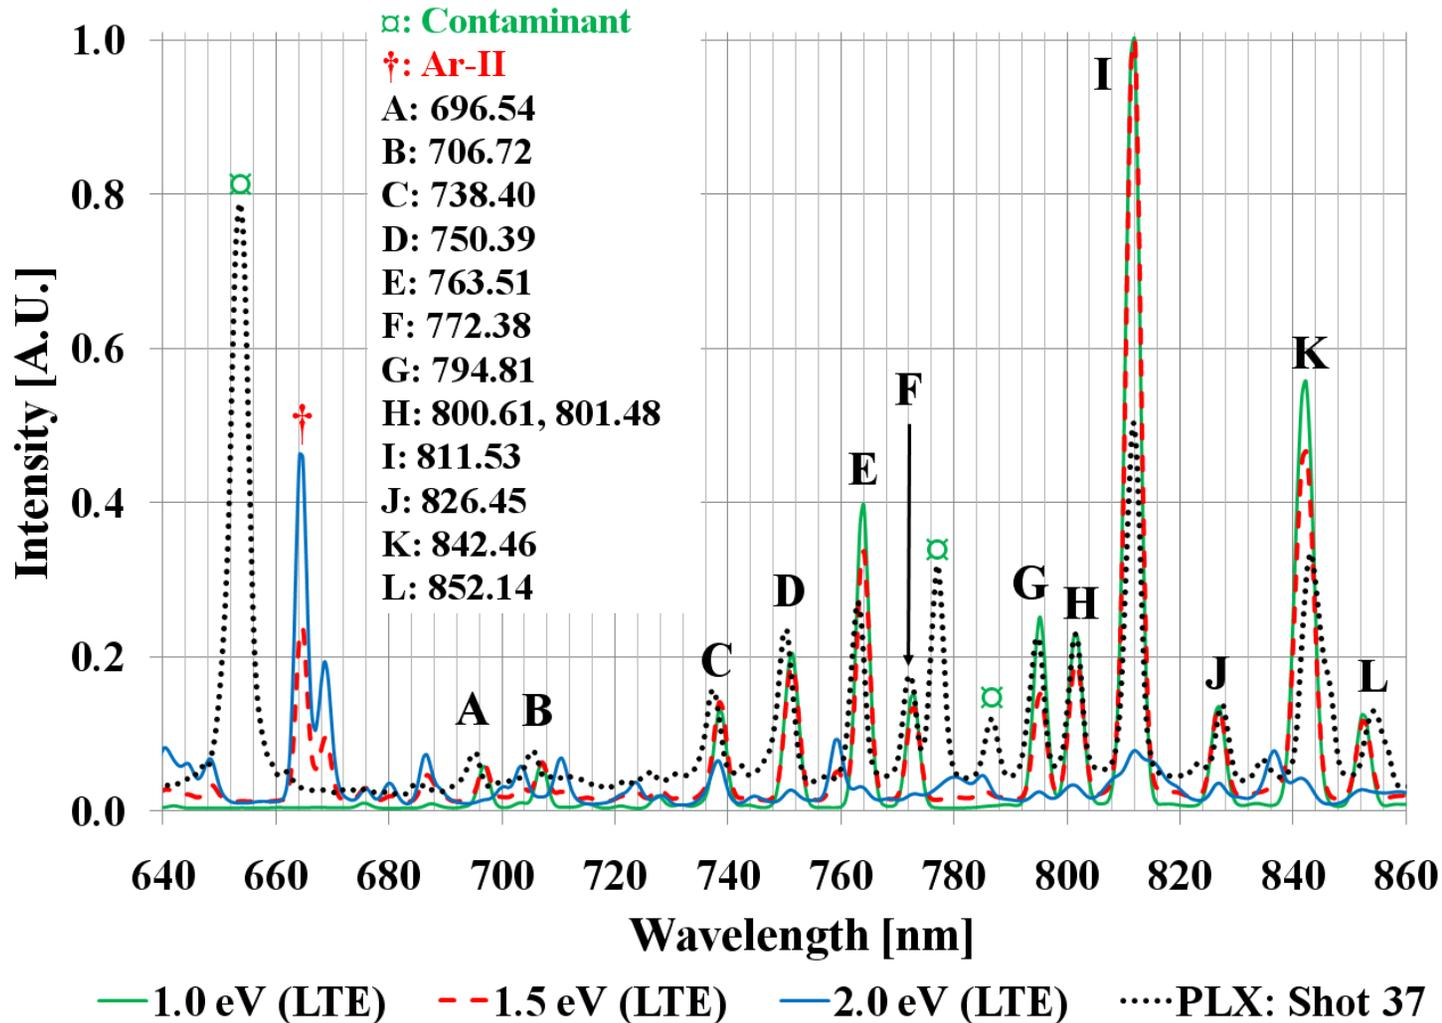 ¤: Contaminant
†: Ar-II
A: 696.54
B: 706.72
C: 738.40
D: 750.39
E: 763.51
F: 772.38
G: 794.81
H: 800.61, 801.48
I: 811.53
J: 826.45
K: 842.46
L: 852.14
Intensity [A.U.]
1.0
0.8
0.6
0.4
0.2
0.0
¤
†
A
B
C
D
E
F
¤
¤
G
H
I
J
K
L
640 660 680 700 720 740 760 780 800 820 840 860
Wavelength [nm]
1.0 eV (LTE) 1.5 eV (LTE) 2.0 eV (LTE) PLX: Shot 37